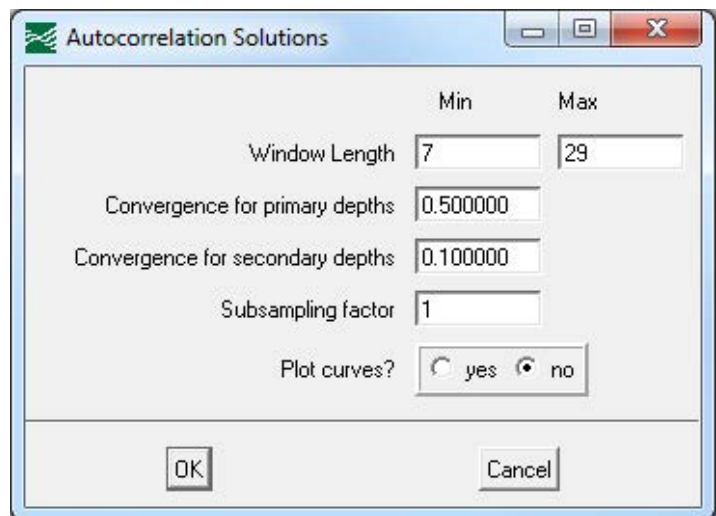 Autocorrelation Solutions
Min Max
Window Length 7 29
Convergence for primary depths 0.500000
Convergence for secondary depths 0.100000
Subsampling factor 1
Plot curves? yes no
OK Cancel